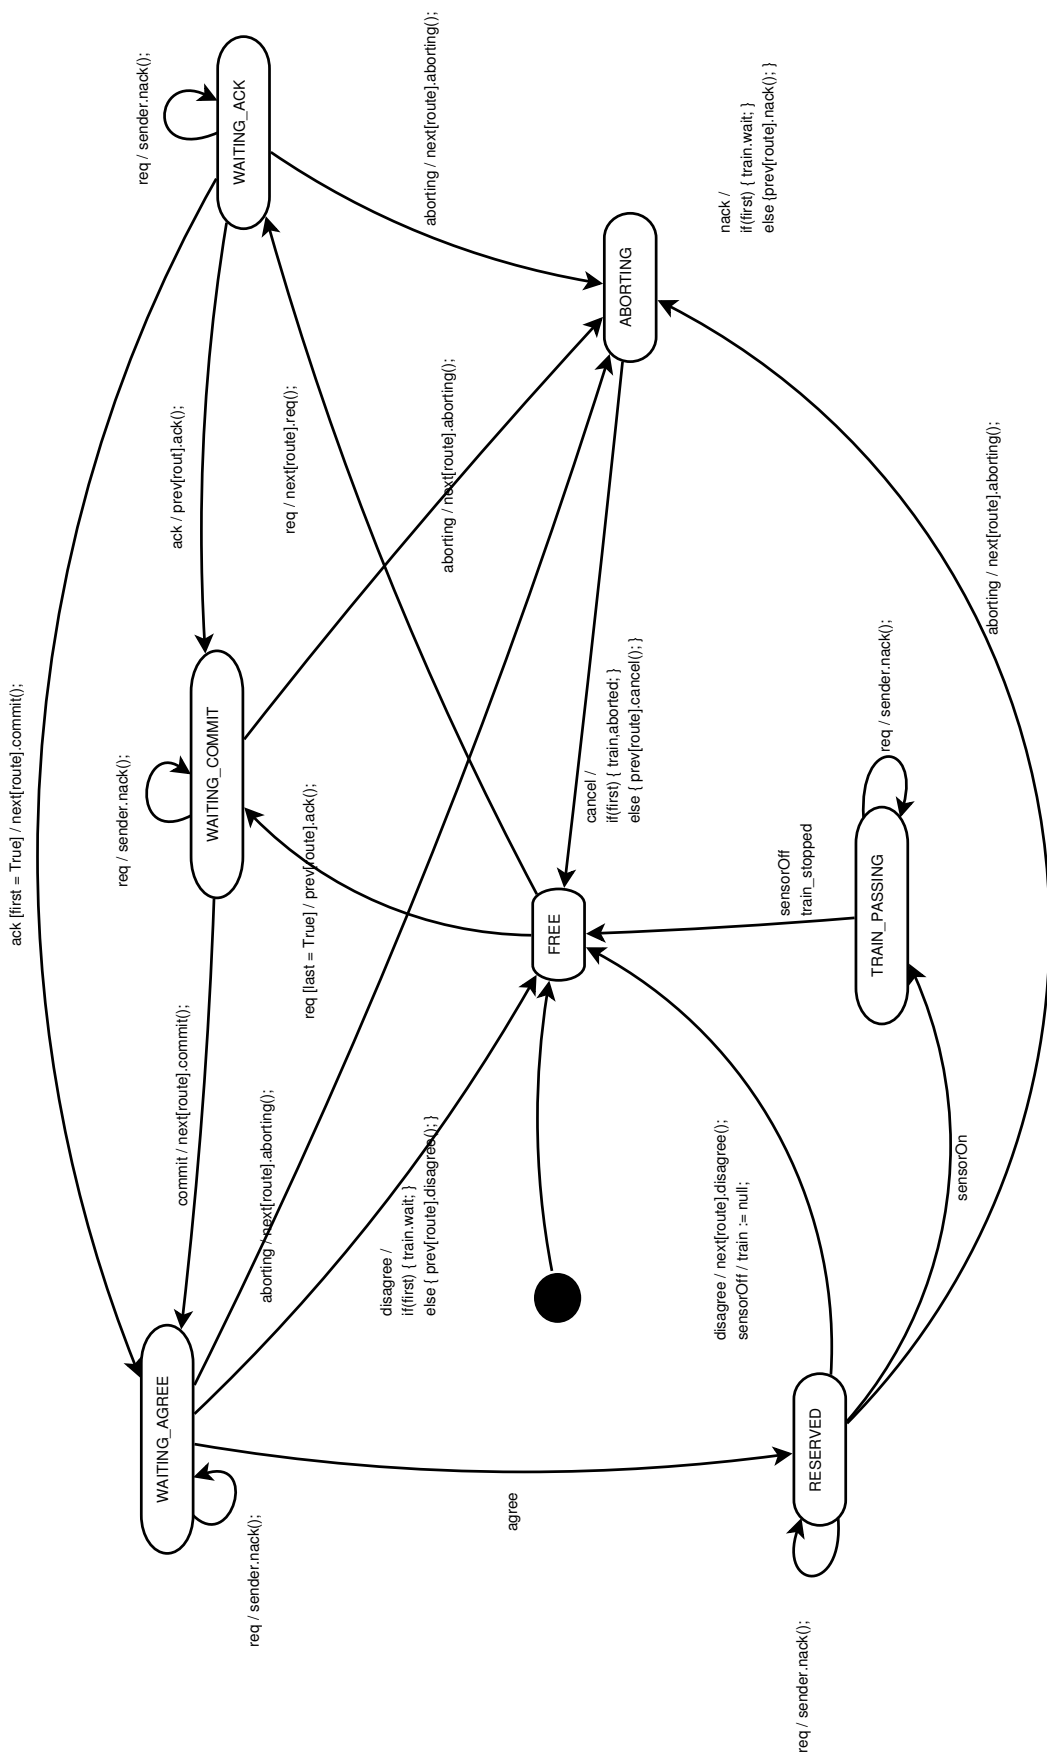 ack [first = True] / next[route].commit();
req / sender.nack();
req / sender.nack();
WAITING_AGREE
commit / next[route].commit();
ack / prev[rout].ack();
WAITING_COMMIT
WAITING_ACK
req / sender.nack();
aborting / next[route].aborting();
req / next[route].req();
req [last = True] / prev[route].ack();
disagree /
if(first) { train.wait; }
else { prev[route].disagree(); }
aborting / next[route].aborting();
aborting / next[route].aborting();
agree
FREE
cancel /
if(first) { train,aborted; }
else { prev[route].cancel(); }
ABORTING
disagree / next[route].disagree();
sensorOff / train := null;
nack /
if(first) { train.wait; }
else {prev[route].nack(); }
sensorOff
train_stopped
req / sender.nack();
RESERVED
TRAIN_PASSING
req / sender.nack();
sensorOn
aborting / next[route].aborting();